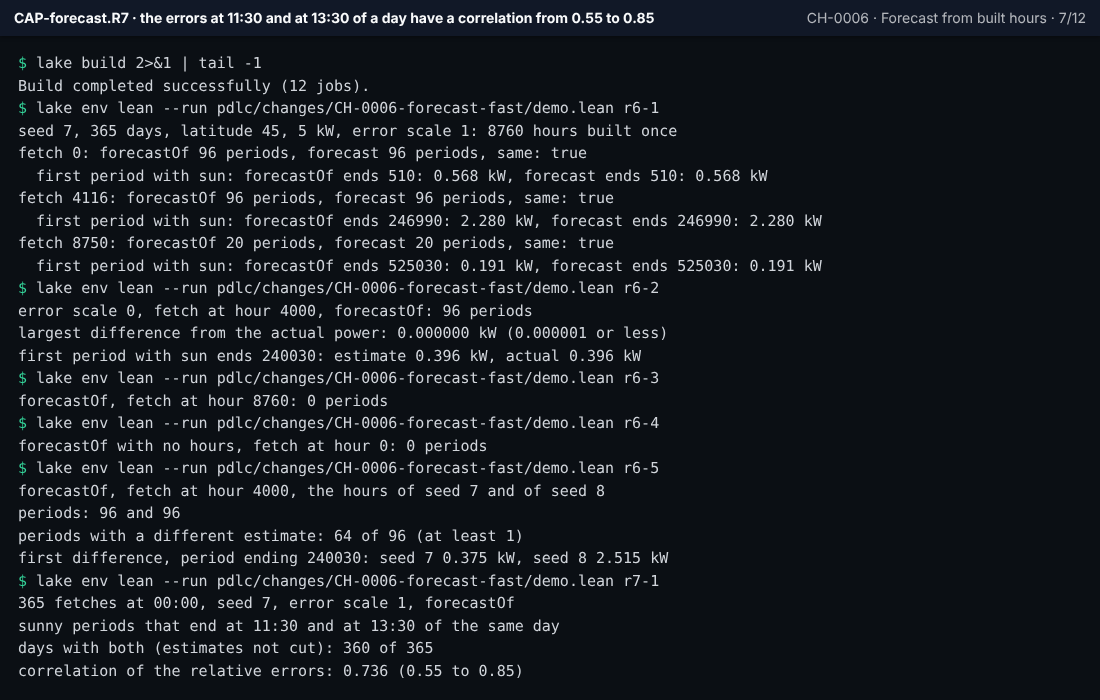 CAP-forecast.R7 · the errors at 11:30 and at 13:30 of a day have a correlation from 0.55 to 0.85
CH-0006 · Forecast from built hours · 7/12
$ lake build 2>&1 | tail -1
Build completed successfully (12 jobs).
$ lake env lean --run pdlc/changes/CH-0006-forecast-fast/demo.lean r6-1
seed 7, 365 days, latitude 45, 5 kW, error scale 1: 8760 hours built once
fetch 0: forecastOf 96 periods, forecast 96 periods, same: true
  first period with sun: forecastOf ends 510: 0.568 kW, forecast ends 510: 0.568 kW
fetch 4116: forecastOf 96 periods, forecast 96 periods, same: true
  first period with sun: forecastOf ends 246990: 2.280 kW, forecast ends 246990: 2.280 kW
fetch 8750: forecastOf 20 periods, forecast 20 periods, same: true
  first period with sun: forecastOf ends 525030: 0.191 kW, forecast ends 525030: 0.191 kW
$ lake env lean --run pdlc/changes/CH-0006-forecast-fast/demo.lean r6-2
error scale 0, fetch at hour 4000, forecastOf: 96 periods
largest difference from the actual power: 0.000000 kW (0.000001 or less)
first period with sun ends 240030: estimate 0.396 kW, actual 0.396 kW
$ lake env lean --run pdlc/changes/CH-0006-forecast-fast/demo.lean r6-3
forecastOf, fetch at hour 8760: 0 periods
$ lake env lean --run pdlc/changes/CH-0006-forecast-fast/demo.lean r6-4
forecastOf with no hours, fetch at hour 0: 0 periods
$ lake env lean --run pdlc/changes/CH-0006-forecast-fast/demo.lean r6-5
forecastOf, fetch at hour 4000, the hours of seed 7 and of seed 8
periods: 96 and 96
periods with a different estimate: 64 of 96 (at least 1)
first difference, period ending 240030: seed 7 0.375 kW, seed 8 2.515 kW
$ lake env lean --run pdlc/changes/CH-0006-forecast-fast/demo.lean r7-1
365 fetches at 00:00, seed 7, error scale 1, forecastOf
sunny periods that end at 11:30 and at 13:30 of the same day
days with both (estimates not cut): 360 of 365
correlation of the relative errors: 0.736 (0.55 to 0.85)